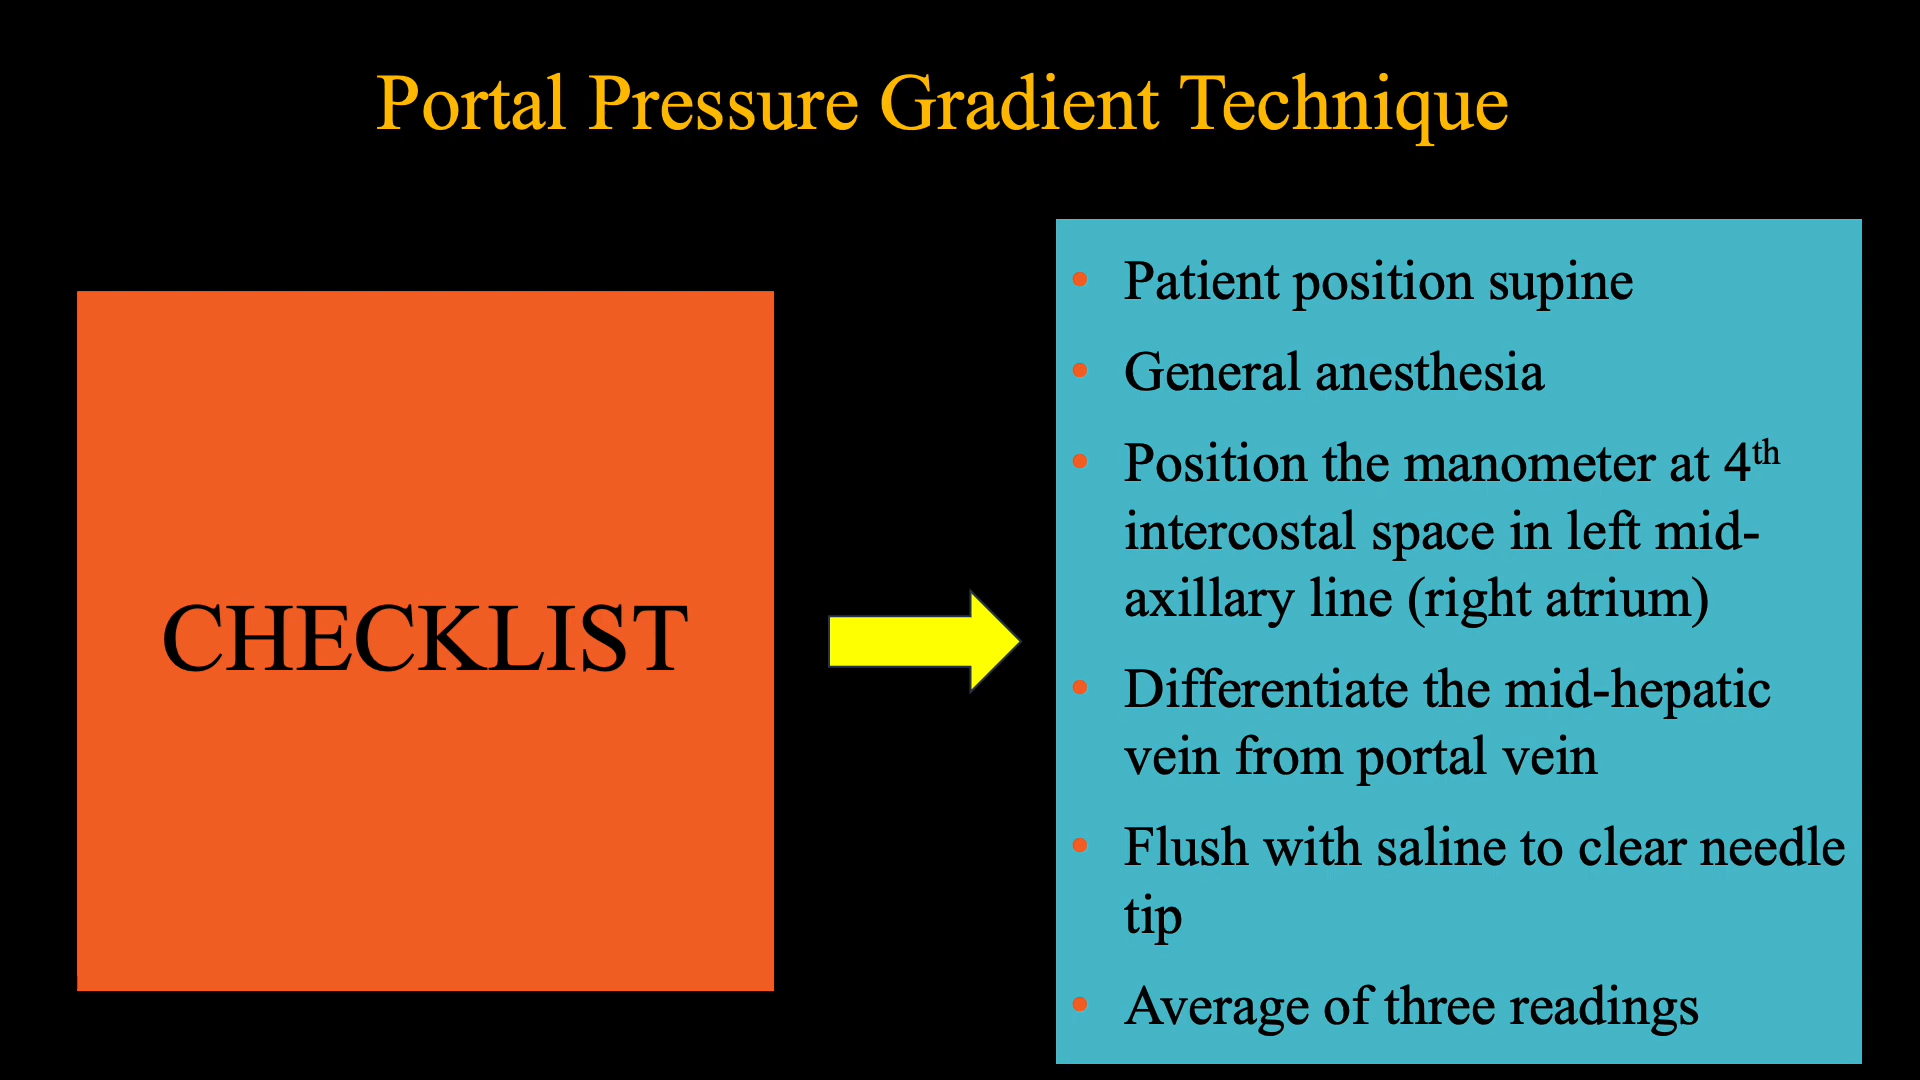 Portal Pressure Gradient Technique
CHECKLIST
• Patient position supine
• General anesthesia
• Position the manometer at 4th
intercostal space in left mid-
axillary line (right atrium)
• Differentiate the mid-hepatic
vein from portal vein
• Flush with saline to clear needle
tip
• Average of three readings